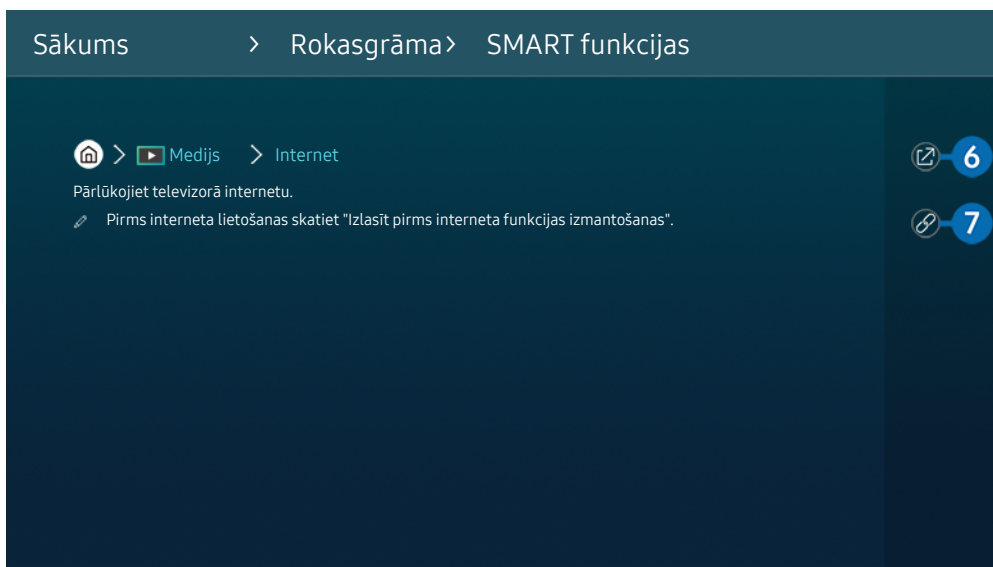 Sākums > Rokasgrāma> SMART funkcijas
> Medijs > Internet
Pārlūkojiet televizorā internetu.
Pirms interneta lietošanas skatiet "Izlasīt pirms interneta funkcijas izmantošanas".
6
7